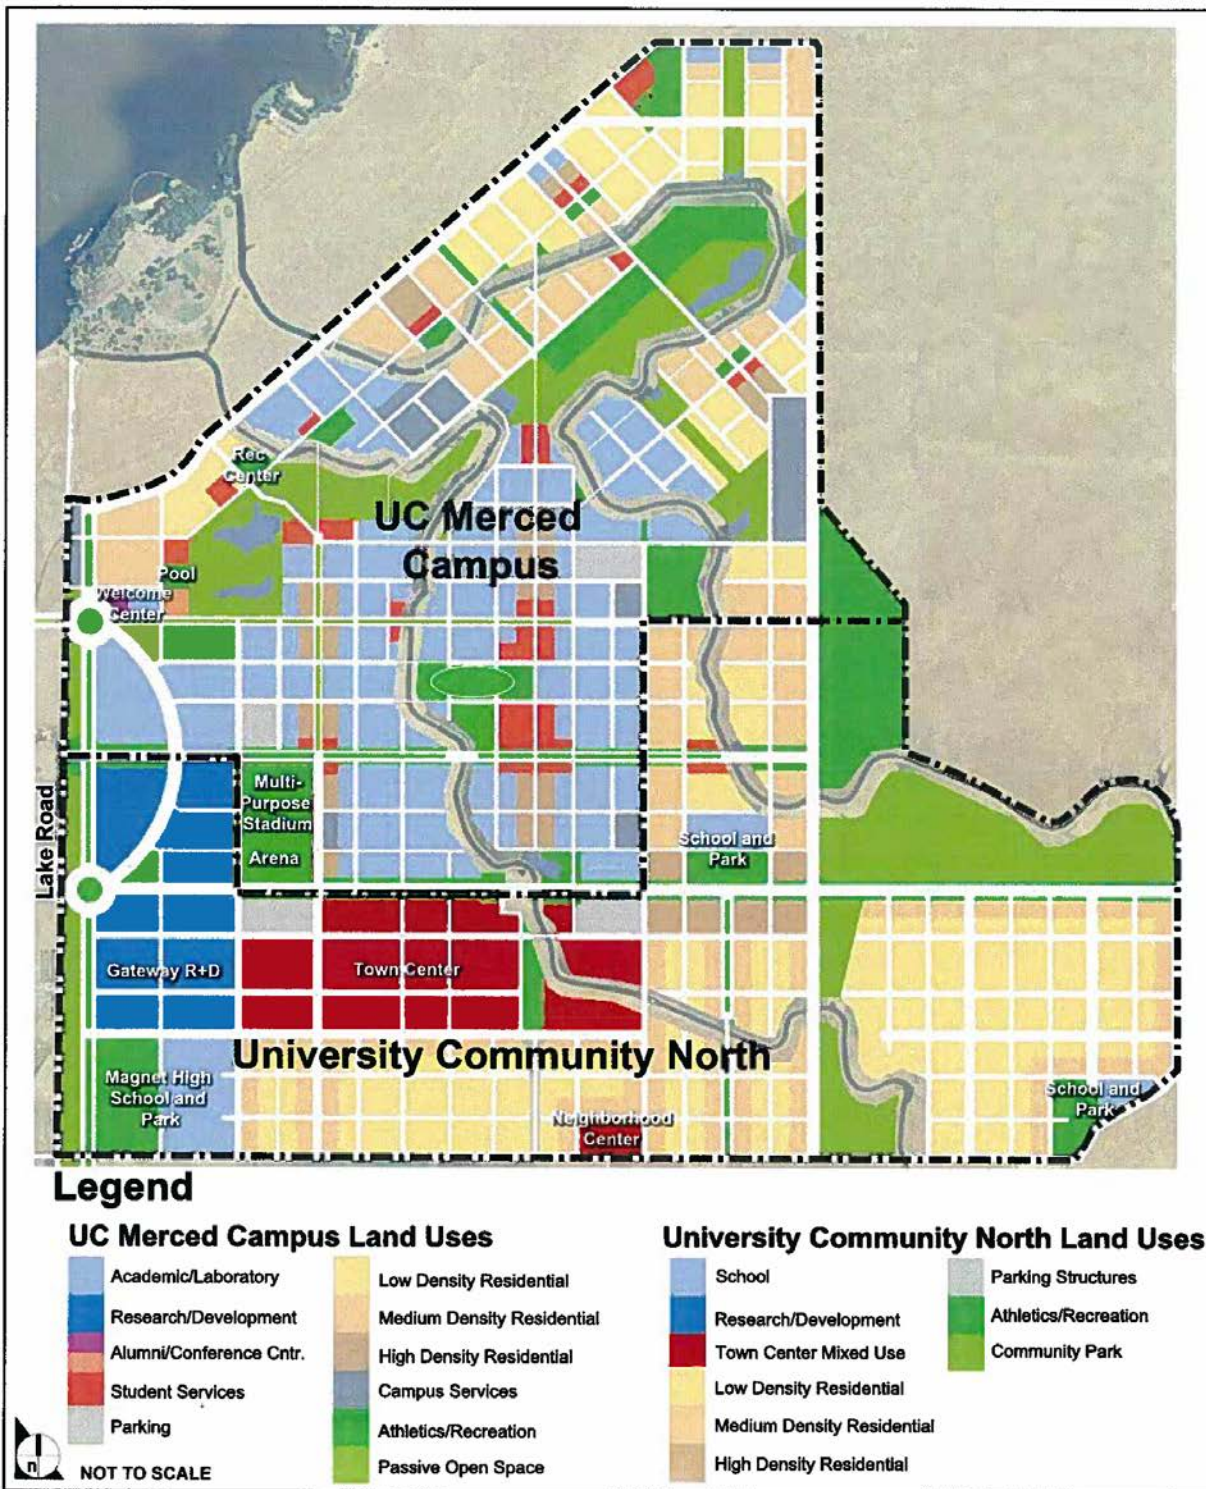 Rec
Center
UC Merced
Campus
Pool
Welcome
Center
Lake Road
Multi-
Purpose
Stadium
Arena
School and
Park
Gateway R+D
Town Center
University Community North
Magnet High
School and
Park
Neighborhood
Center
School and
Park
Legend
UC Merced Campus Land Uses
Academic/Laboratory
Research/Development
Alumni/Conference Cntr.
Student Services
Parking
Low Density Residential
Medium Density Residential
High Density Residential
Campus Services
Athletics/Recreation
Passive Open Space
University Community North Land Uses
School
Research/Development
Town Center Mixed Use
Low Density Residential
Medium Density Residential
High Density Residential
Parking Structures
Athletics/Recreation
Community Park
n
NOT TO SCALE